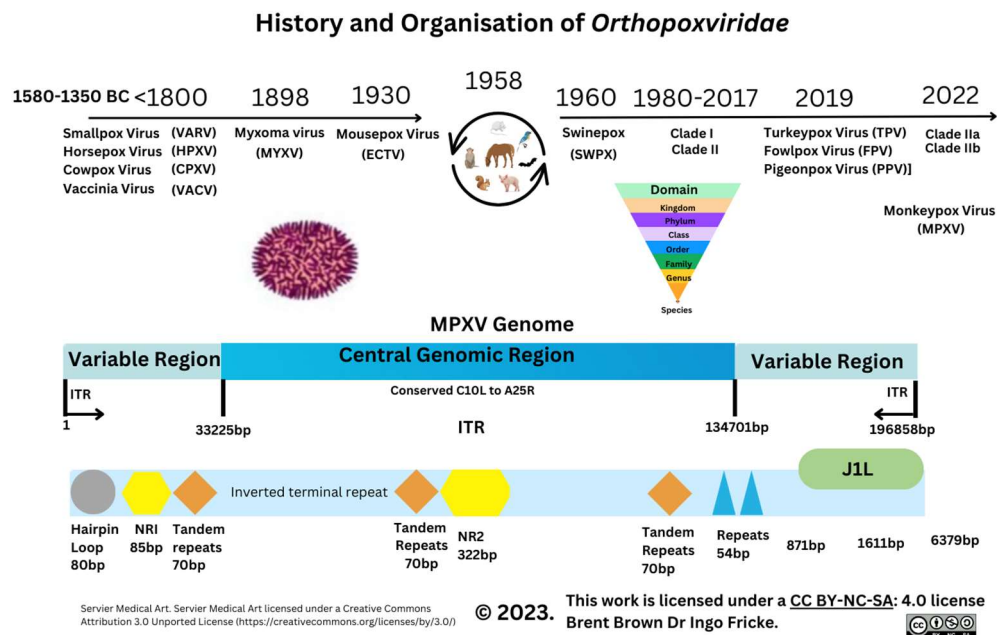 History and Organisation of Orthopoxviridae
1580-1350 BC <1800 1898 1930 1958 1960 1980-2017 2019 2022
Smallpox Virus (VARV)
Horsepox Virus (HPXV)
Cowpox Virus (CPXV)
Vaccinia Virus (VACV)
Myxoma virus
(MYXV)
Mousepox Virus
(ECTV)
Swinepox
(SWPX)
Clade I
Clade II
Turkeypox Virus (TPV)
Fowlpox Virus (FPV)
Pigeonpox Virus (PPV)]
Clade IIa
Clade IIb
Monkeypox Virus
(MPXV)
Domain
Kingdom
Phylum
Class
Order
Family
Genus
Species
MPXV Genome
Variable Region Central Genomic Region Variable Region
ITR Conserved C10L to A25R ITR
1 33225bp ITR 134701bp 196858bp
J1L
Inverted terminal repeat
Hairpin
Loop
80bp
NR1
85bp
Tandem
repeats
70bp
Tandem
Repeats
70bp
NR2
322bp
Tandem
Repeats
70bp
Repeats
54bp
871bp 1611bp 6379bp
Servier Medical Art. Servier Medical Art licensed under a Creative Commons
Attribution 3.0 Unported License (https://creativecommons.org/licenses/by/3.0/)
© 2023.
This work is licensed under a CC BY-NC-SA: 4.0 license
Brent Brown Dr Ingo Fricke.